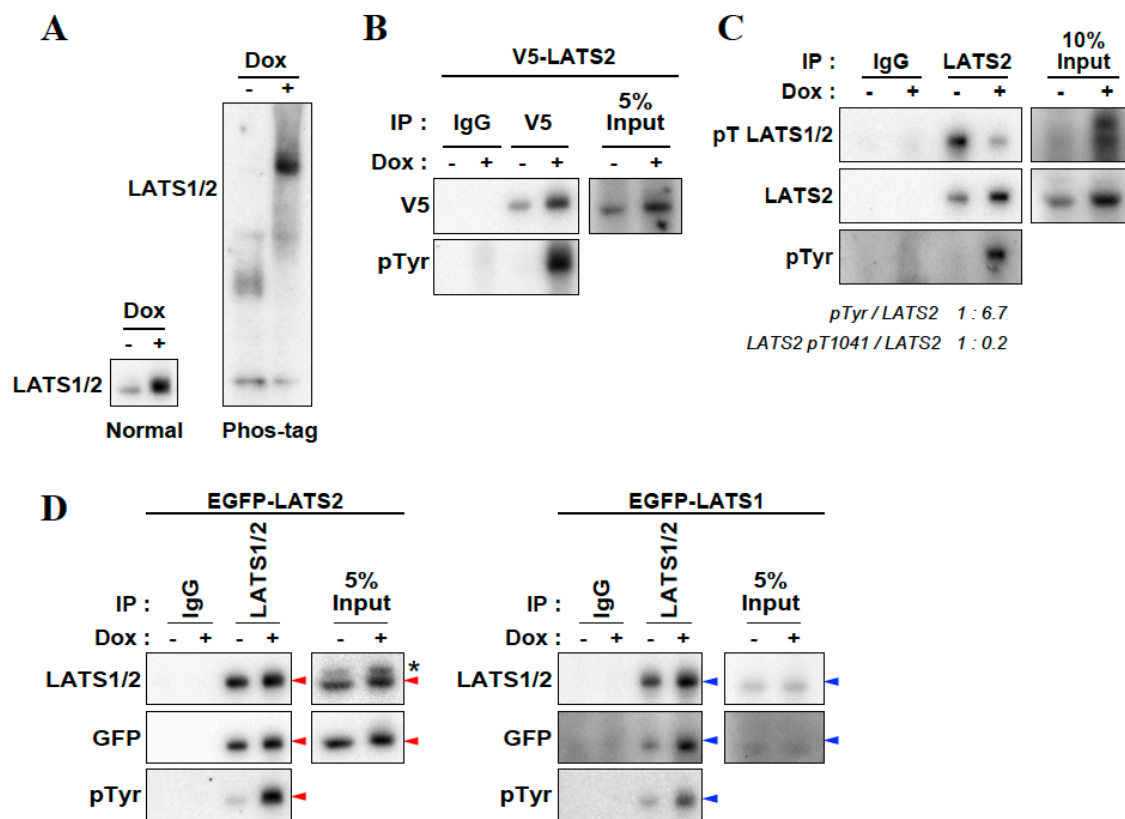 A
Dox
- +
LATS1/2
Dox
- +
LATS1/2
Normal
Phos-tag
B
V5-LATS2
IP : IgG V5 5% Input
Dox : - + - + - +
V5
pTyr
C
IP : IgG LATS2 10% Input
Dox : - + - + - +
pT LATS1/2
LATS2
pTyr
pTyr / LATS2 1 : 6.7
LATS2 pT1041 / LATS2 1 : 0.2
D
EGFP-LATS2
IP : IgG LATS1/2 5% Input
Dox : - + - + - +
LATS1/2 *
GFP
pTyr
EGFP-LATS1
IP : IgG LATS1/2 5% Input
Dox : - + - + - +
LATS1/2
GFP
pTyr